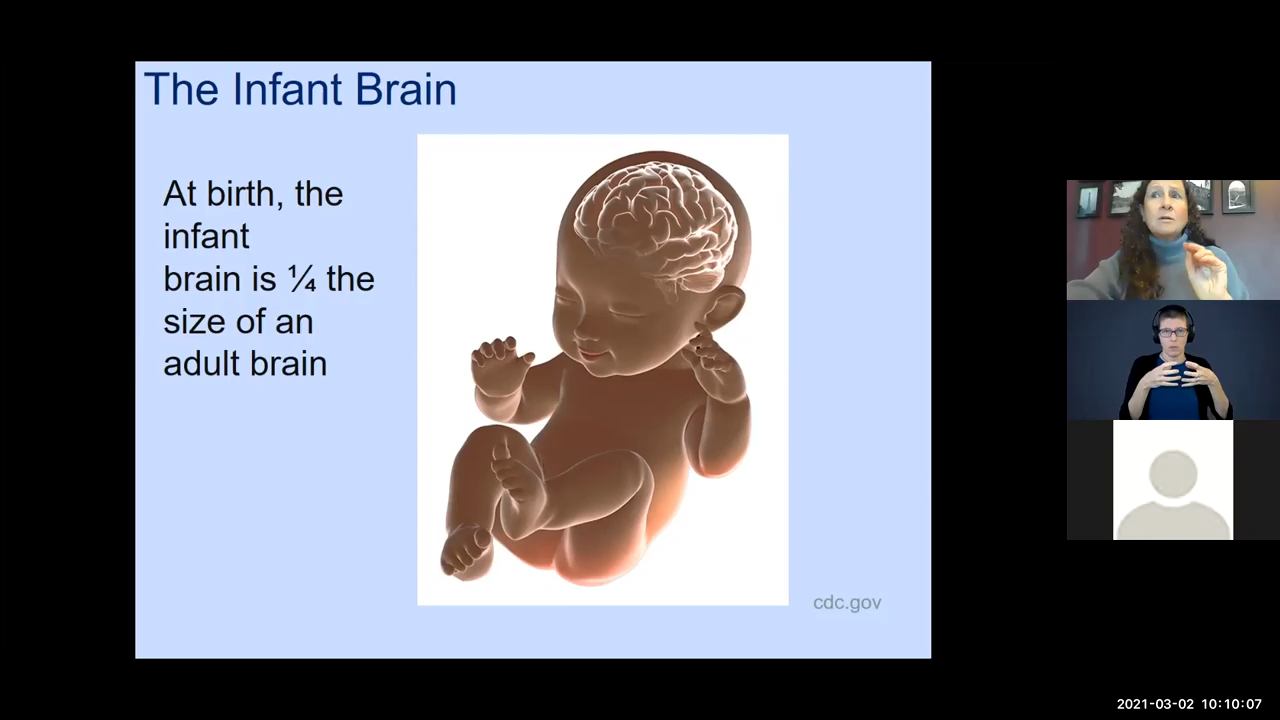 The Infant Brain
At birth, the
infant
brain is ¼ the
size of an
adult brain
cdc.gov
2021-03-02 10:10:07